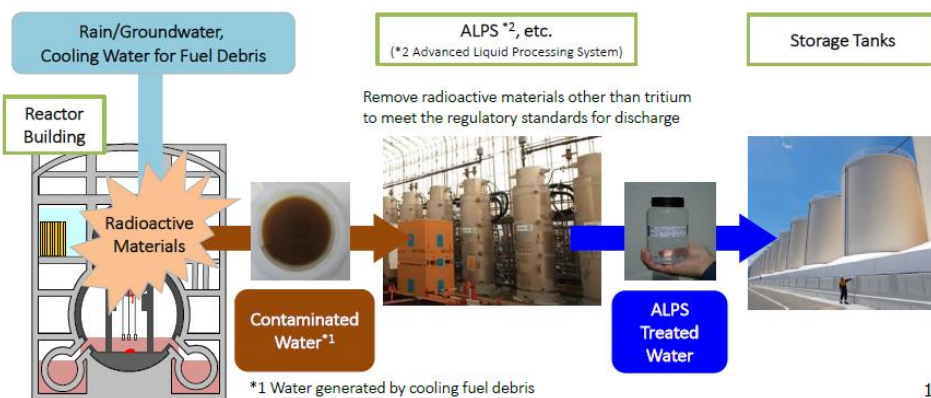 Rain/Groundwater,
Cooling Water for Fuel Debris
ALPS *2, etc.
(*2 Advanced Liquid Processing System)
Storage Tanks
Remove radioactive materials other than tritium
to meet the regulatory standards for discharge
Reactor
Building
Radioactive
Materials
Contaminated
Water*1
ALPS
Treated
Water
*1 Water generated by cooling fuel debris
1